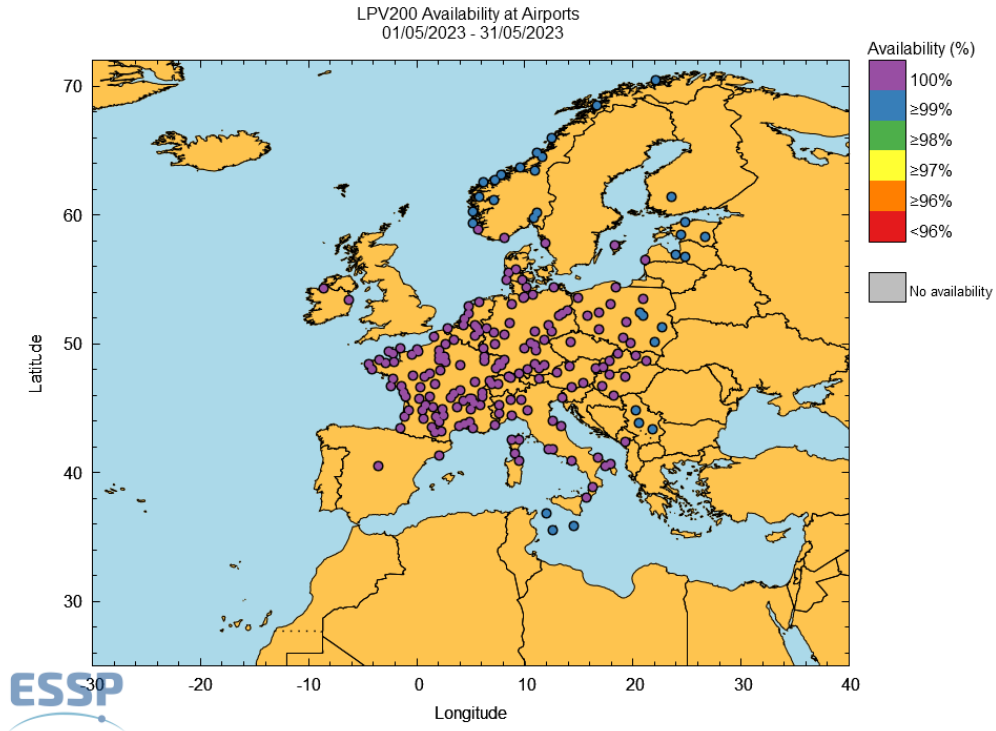 LPV200 Availability at Airports
01/05/2023 - 31/05/2023
Availability (%)
100%
≥99%
≥98%
≥97%
≥96%
<96%
No availability
70
60
50
40
30
Latitude
-30
-20
-10
0
10
20
30
40
Longitude
ESSP